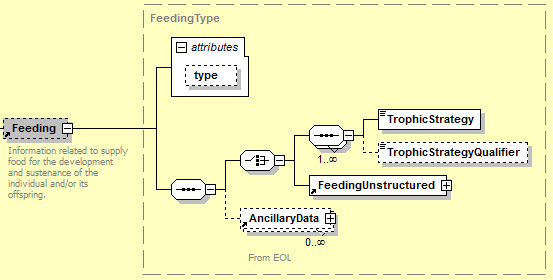 FeedingType
attributes
type
Feeding
Information related to supply
food for the development
and sustenance of the
individual and/or its
offspring.
TrophicStrategy
1..∞
TrophicStrategyQualifier
FeedingUnstructured
AncillaryData
0..∞
From EOL